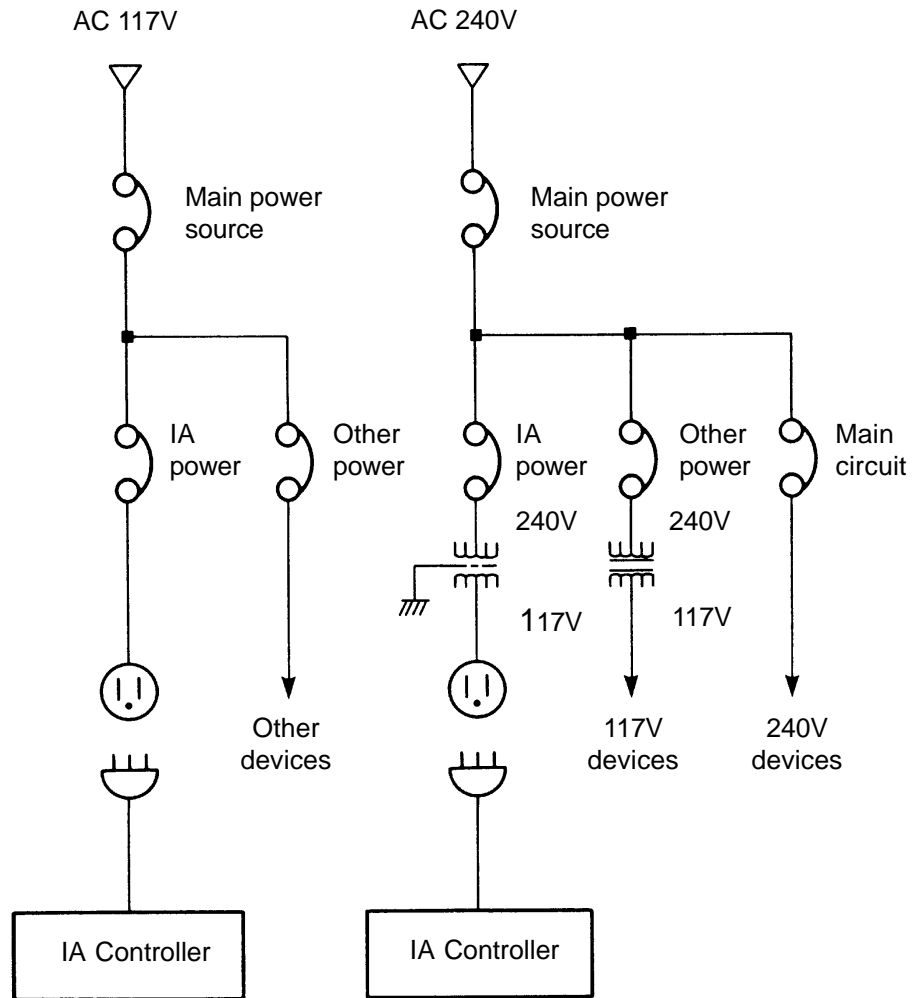 AC 117V
AC 240V
Main power
source
Main power
source
IA
power
Other
power
IA
power
Other
power
Main
circuit
240V
240V
117V
117V
Other
devices
117V
devices
240V
devices
IA Controller
IA Controller